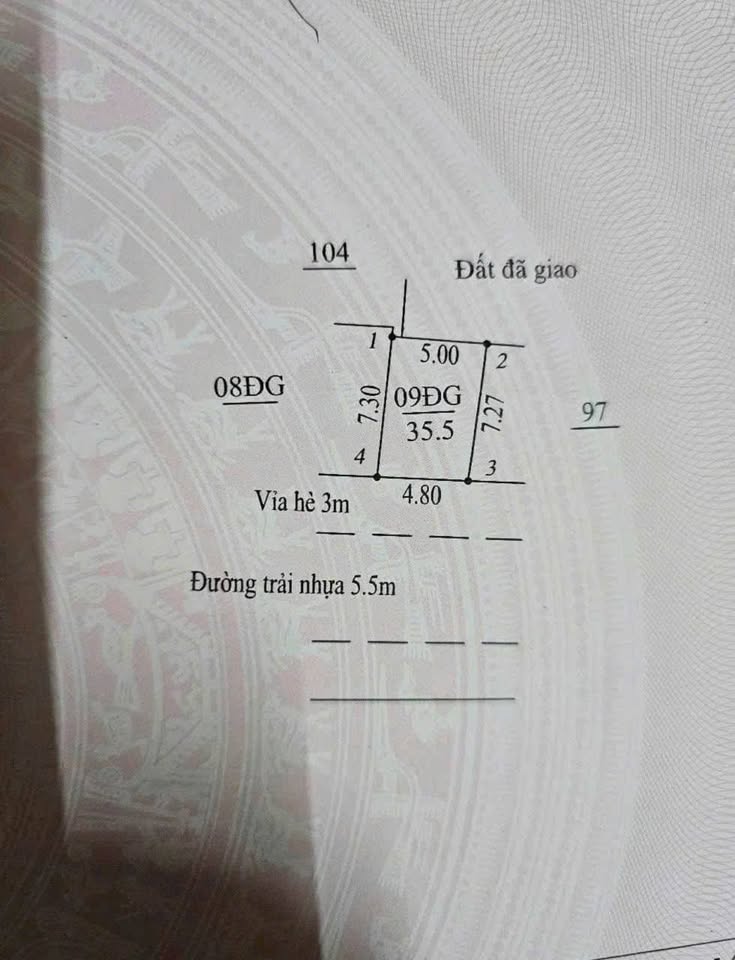 104
Đất đã giao
1
5.00
2
08ĐG
7.30
09ĐG
35.5
7.27
97
4
3
4.80
Vỉa hè 3m
Đường trải nhựa 5.5m